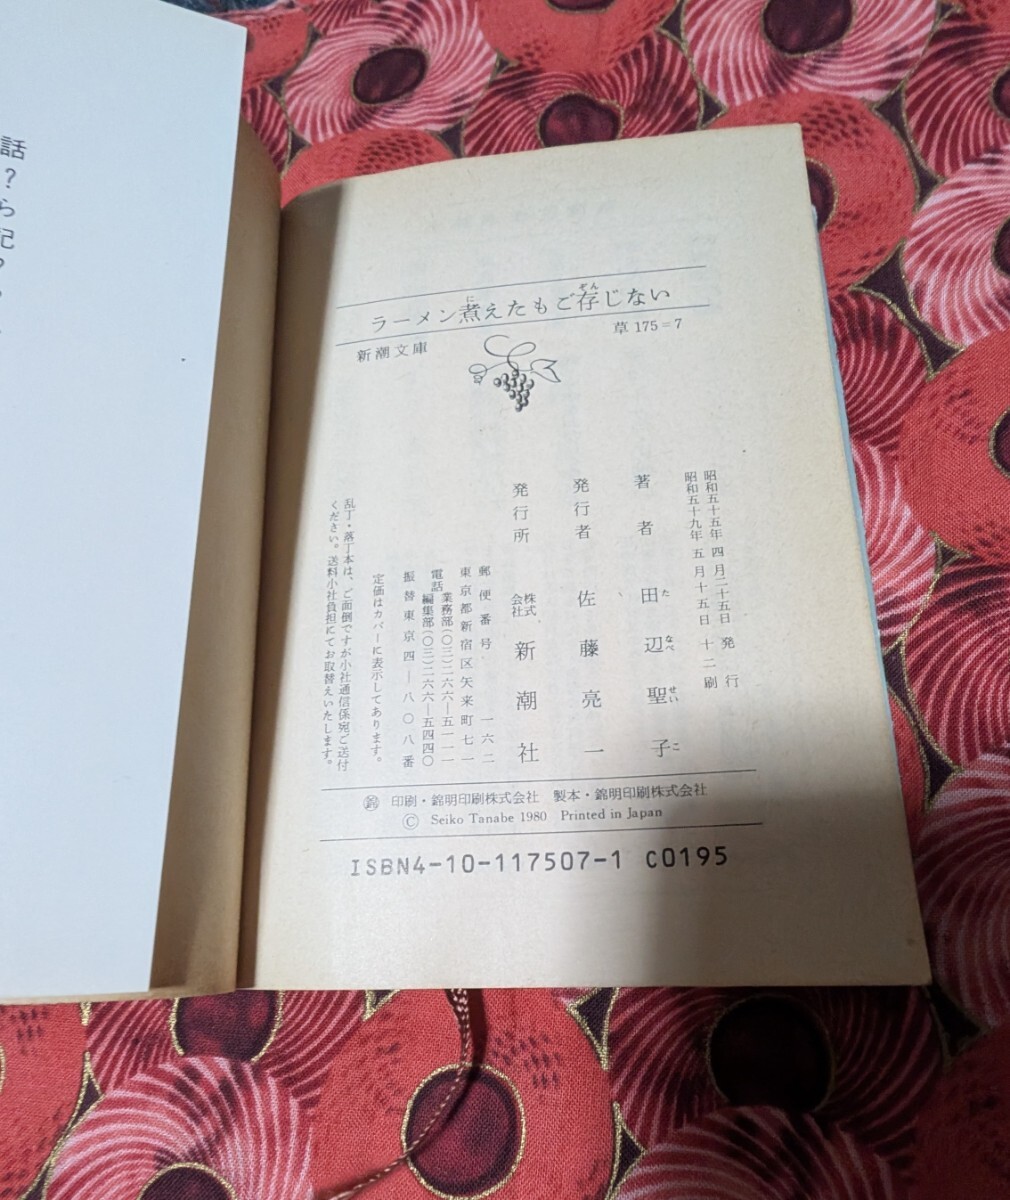 ラーメン煮えたもご存じない
新潮文庫
草175=7
昭和五十五年四月二十五日発行
昭和五十九年五月十五日十二刷
著者 田辺聖子
発行者 佐藤亮一
発行所 株式会社 新潮社
郵便番号 一六二
東京都新宿区矢来町七一
電話 業務部(〇三)二六六―五一一一
編集部(〇三)二六六―五四四〇
振替東京四―八〇八番
定価はカバーに表示してあります。
乱丁・落丁本は、ご面倒ですが小社通信係宛ご送付
ください。送料小社負担にてお取替えいたします。
印刷・錦明印刷株式会社 製本・錦明印刷株式会社
© Seiko Tanabe 1980 Printed in Japan
ISBN4-10-117507-1 C0195